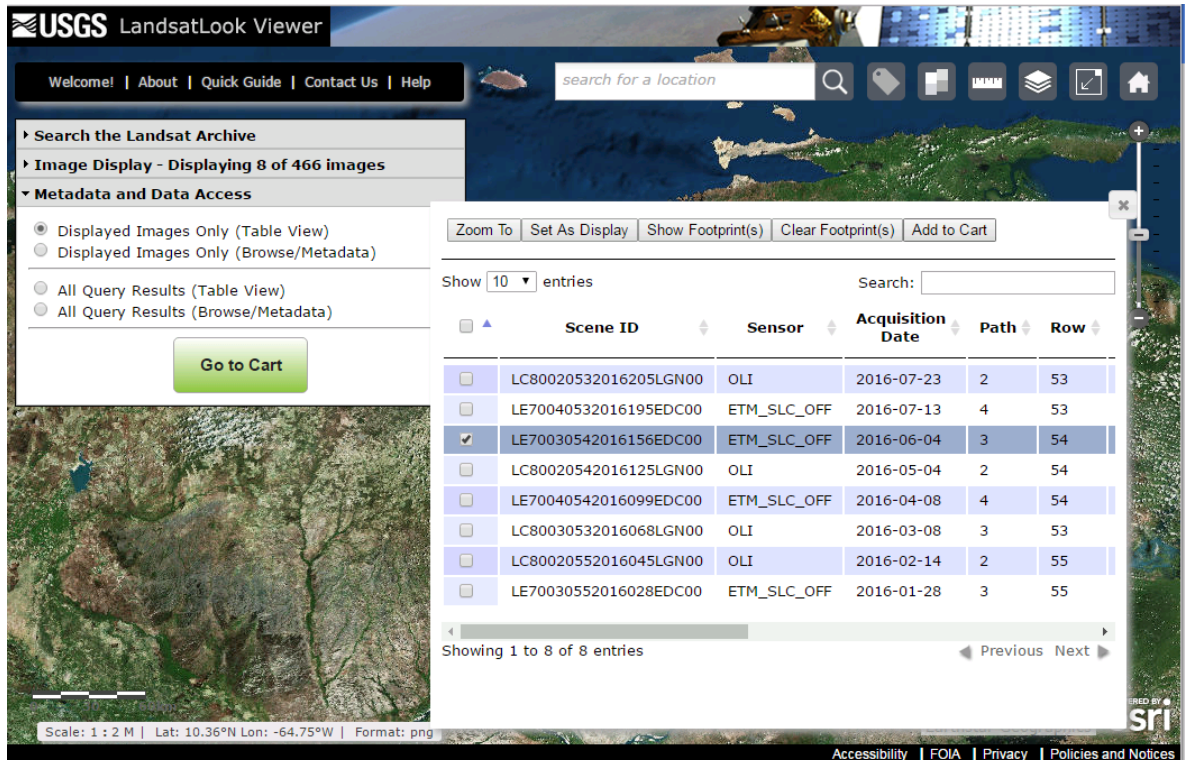 USGS LandsatLook Viewer
Welcome! | About | Quick Guide | Contact Us | Help
search for a location
Search the Landsat Archive
Image Display - Displaying 8 of 466 images
Metadata and Data Access
Displayed Images Only (Table View)
Displayed Images Only (Browse/Metadata)
All Query Results (Table View)
All Query Results (Browse/Metadata)
Go to Cart
Zoom To Set As Display Show Footprint(s) Clear Footprint(s) Add to Cart
Show 10 entries Search:
Scene ID Sensor Acquisition Date Path Row
LC80020532016205LGN00 OLI 2016-07-23 2 53
LE70040532016195EDC00 ETM_SLC_OFF 2016-07-13 4 53
LE70030542016156EDC00 ETM_SLC_OFF 2016-06-04 3 54
LC80020542016125LGN00 OLI 2016-05-04 2 54
LE70040542016099EDC00 ETM_SLC_OFF 2016-04-08 4 54
LC80030532016068LGN00 OLI 2016-03-08 3 53
LC80020552016045LGN00 OLI 2016-02-14 2 55
LE70030552016028EDC00 ETM_SLC_OFF 2016-01-28 3 55
Showing 1 to 8 of 8 entries Previous Next
Scale: 1 : 2 M | Lat: 10.36°N Lon: -64.75°W | Format: png
Accessibility | FOIA | Privacy | Policies and Notices